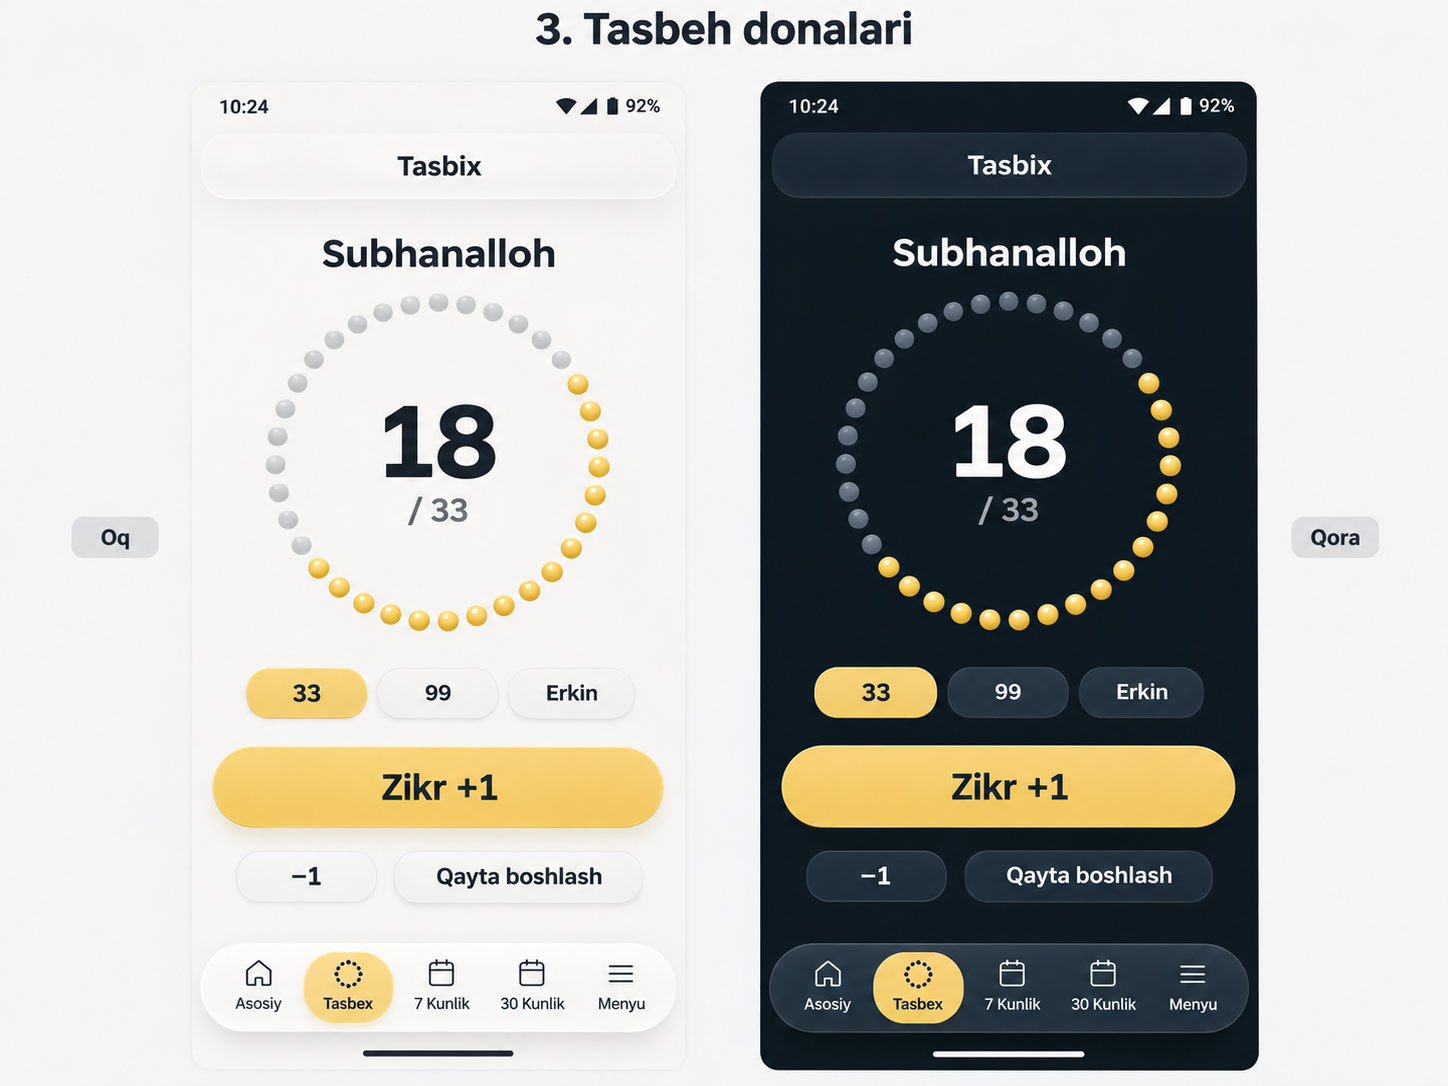 3. Tasbeh donalari
10:24 92%
Tasbix
Subhanalloh
18
/ 33
33 99 Erkin
Zikr +1
−1 Qayta boshlash
Asosiy Tasbex 7 Kunlik 30 Kunlik Menyu
Oq
10:24 92%
Tasbix
Subhanalloh
18
/ 33
33 99 Erkin
Zikr +1
−1 Qayta boshlash
Asosiy Tasbex 7 Kunlik 30 Kunlik Menyu
Qora